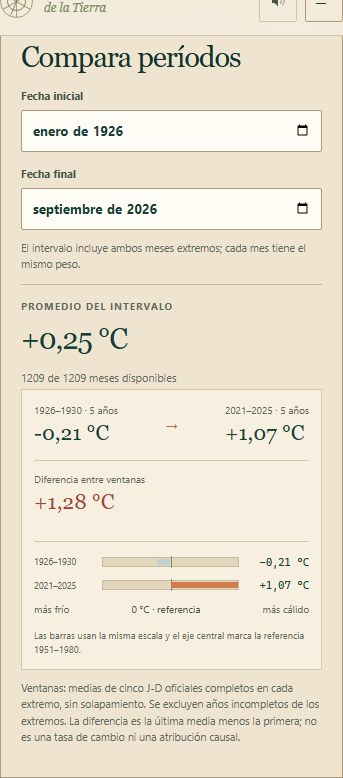 de la Tierra
Compara períodos
Fecha inicial
enero de 1926
Fecha final
septiembre de 2026
El intervalo incluye ambos meses extremos; cada mes tiene el
mismo peso.
PROMEDIO DEL INTERVALO
+0,25 °C
1209 de 1209 meses disponibles
1926–1930 · 5 años
2021–2025 · 5 años
-0,21 °C
→
+1,07 °C
Diferencia entre ventanas
+1,28 °C
1926–1930 −0,21 °C
2021–2025 +1,07 °C
más frío 0 °C · referencia más cálido
Las barras usan la misma escala y el eje central marca la referencia
1951–1980.
Ventanas: medias de cinco J-D oficiales completos en cada
extremo, sin solapamiento. Se excluyen años incompletos de los
extremos. La diferencia es la última media menos la primera; no
es una tasa de cambio ni una atribución causal.